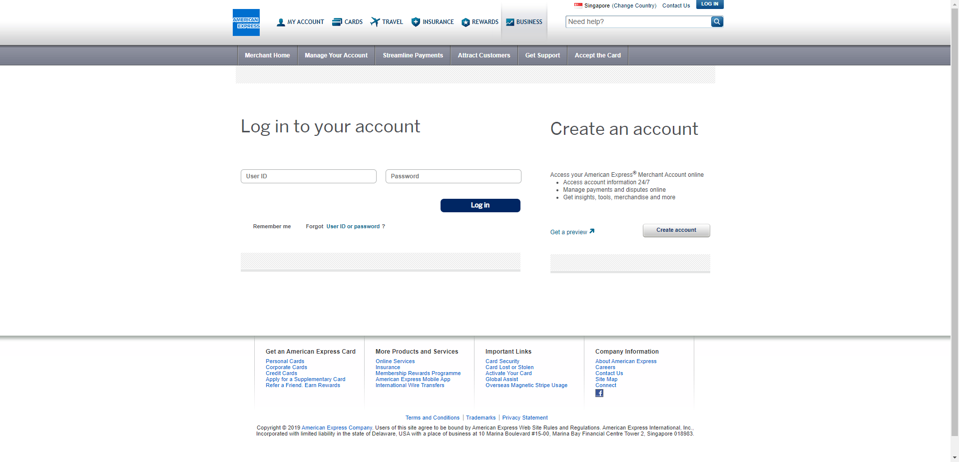 Singapore (Change Country) Contact Us LOG IN
AMERICAN EXPRESS
MY ACCOUNT CARDS TRAVEL INSURANCE REWARDS BUSINESS
Need help?
Merchant Home Manage Your Account Streamline Payments Attract Customers Get Support Accept the Card
Log in to your account
User ID Password
Log in
Remember me Forgot User ID or password ?
Create an account
Access your American Express® Merchant Account online
• Access account information 24/7
• Manage payments and disputes online
• Get insights, tools, merchandise and more
Get a preview Create account
Get an American Express Card
Personal Cards
Corporate Cards
Credit Cards
Apply for a Supplementary Card
Refer a Friend. Earn Rewards
More Products and Services
Online Services
Insurance
Membership Rewards Programme
American Express Mobile App
International Wire Transfers
Important Links
Card Security
Card Lost or Stolen
Activate Your Card
Global Assist
Overseas Magnetic Stripe Usage
Company Information
About American Express
Careers
Contact Us
Site Map
Connect
f
Terms and Conditions | Trademarks | Privacy Statement
Copyright © 2019 American Express Company. Users of this site agree to be bound by American Express Web Site Rules and Regulations. American Express International, Inc.,
Incorporated with limited liability in the state of Delaware, USA with a place of business at 10 Marina Boulevard #15-00, Marina Bay Financial Centre Tower 2, Singapore 018983.